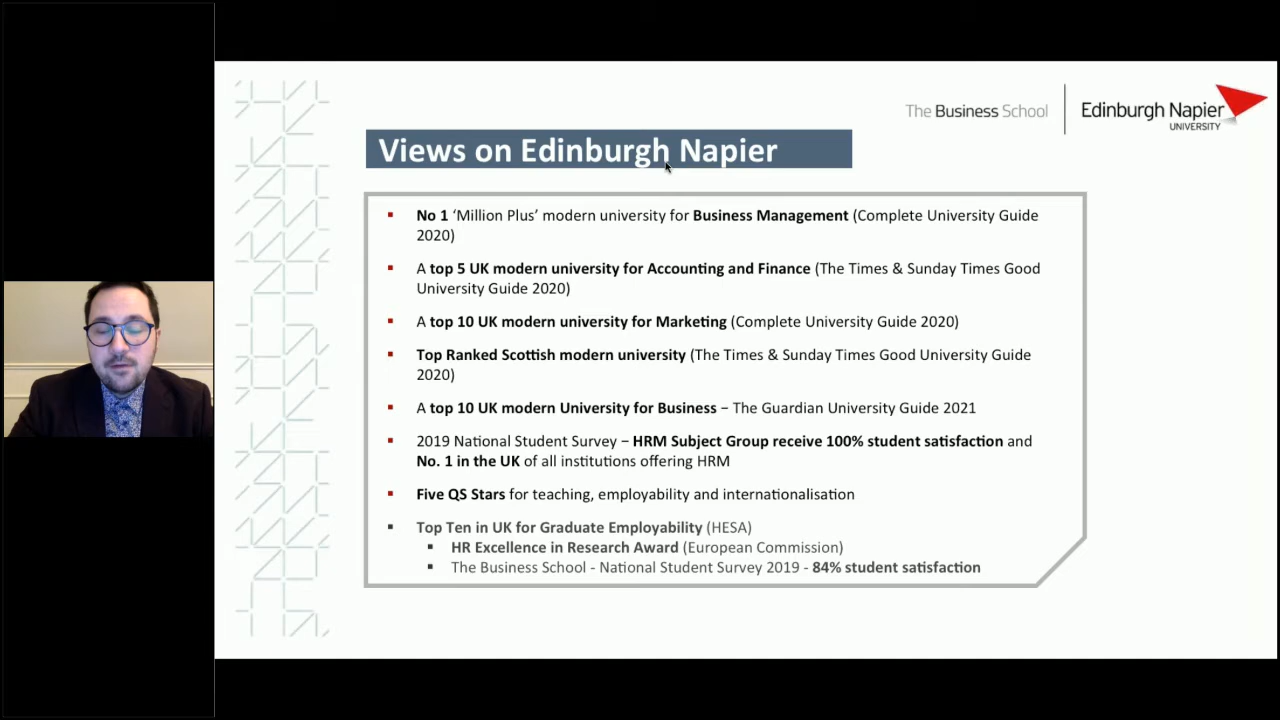 The Business School
Edinburgh Napier
UNIVERSITY
Views on Edinburgh Napier
No 1 ‘Million Plus’ modern university for Business Management (Complete University Guide
2020)
A top 5 UK modern university for Accounting and Finance (The Times & Sunday Times Good
University Guide 2020)
A top 10 UK modern university for Marketing (Complete University Guide 2020)
Top Ranked Scottish modern university (The Times & Sunday Times Good University Guide
2020)
A top 10 UK modern University for Business – The Guardian University Guide 2021
2019 National Student Survey – HRM Subject Group receive 100% student satisfaction and
No. 1 in the UK of all institutions offering HRM
Five QS Stars for teaching, employability and internationalisation
Top Ten in UK for Graduate Employability (HESA)
HR Excellence in Research Award (European Commission)
The Business School - National Student Survey 2019 - 84% student satisfaction